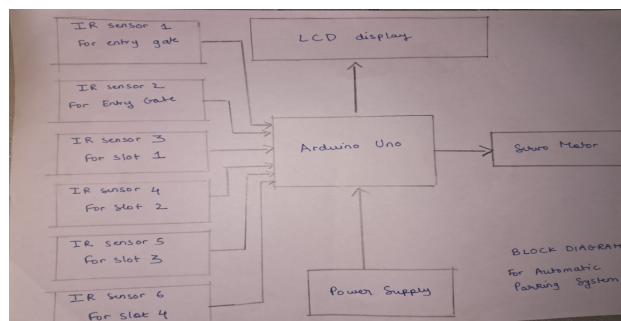 IR sensor 1
For entry gate
LCD display
IR sensor 2
For Entry Gate
IR sensor 3
For slot 1
Arduino Uno
Servo Motor
IR sensor 4
For slot 2
IR sensor 5
For slot 3
BLOCK DIAGRAM
For Automatic
Parking System
Power Supply
IR Sensor 6
For slot 4